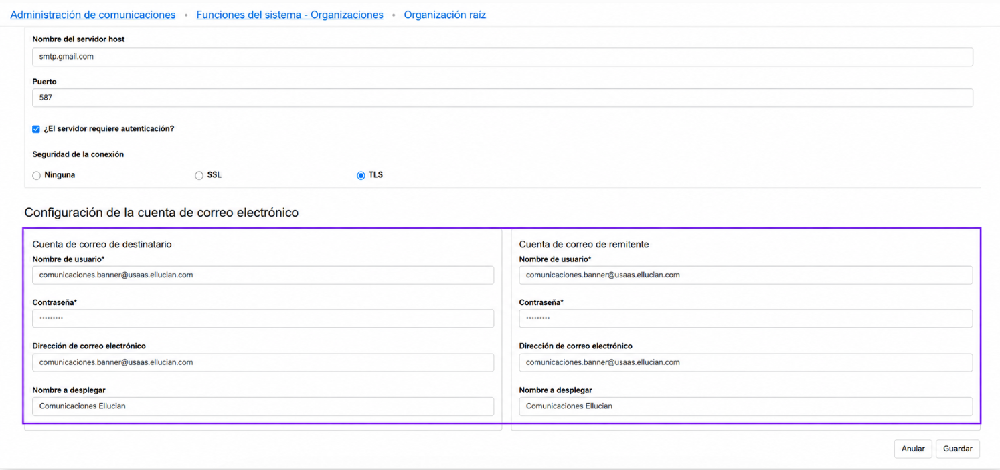 Administración de comunicaciones • Funciones del sistema - Organizaciones • Organización raíz
Nombre del servidor host
smtp.gmail.com
Puerto
587
¿El servidor requiere autenticación?
Seguridad de la conexión
Ninguna SSL TLS
Configuración de la cuenta de correo electrónico
Cuenta de correo de destinatario
Nombre de usuario*
comunicaciones.banner@usaas.ellucian.com
Contraseña*
•••••••••
Dirección de correo electrónico
comunicaciones.banner@usaas.ellucian.com
Nombre a desplegar
Comunicaciones Ellucian
Cuenta de correo de remitente
Nombre de usuario*
comunicaciones.banner@usaas.ellucian.com
Contraseña*
•••••••••
Dirección de correo electrónico
comunicaciones.banner@usaas.ellucian.com
Nombre a desplegar
Comunicaciones Ellucian
Anular Guardar